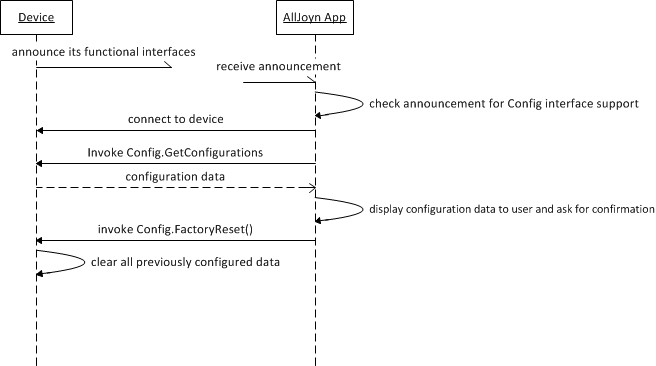 Device
AllJoyn App
announce its functional interfaces
receive announcement
check announcement for Config interface support
connect to device
Invoke Config.GetConfigurations
configuration data
display configuration data to user and ask for confirmation
invoke Config.FactoryReset()
clear all previously configured data